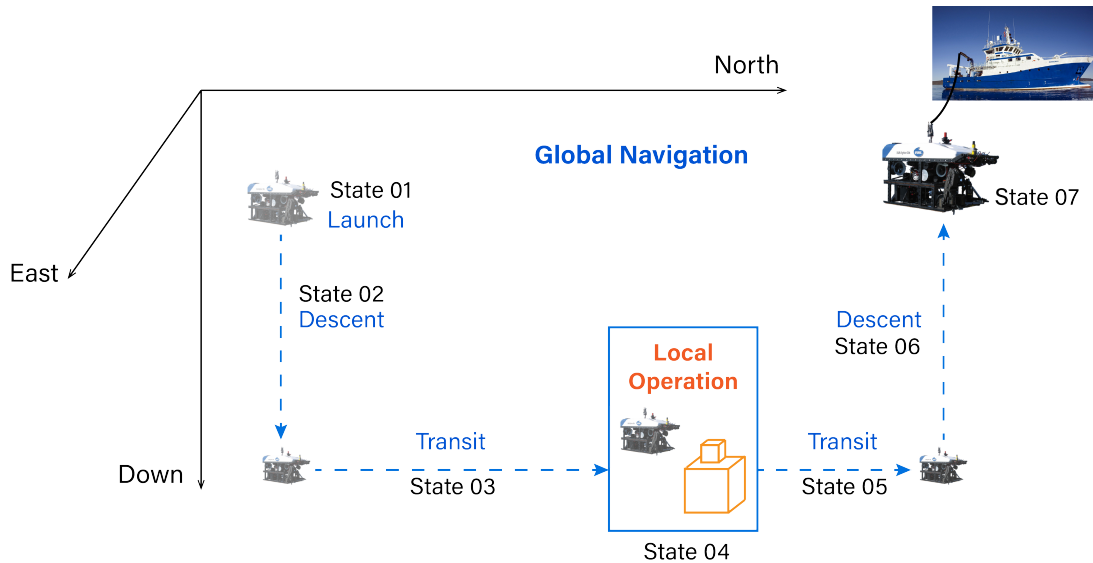 North
Global Navigation
State 01
Launch
State 07
East
State 02
Descent
Descent
State 06
Local
Operation
Transit
Transit
Down
State 03
State 05
State 04